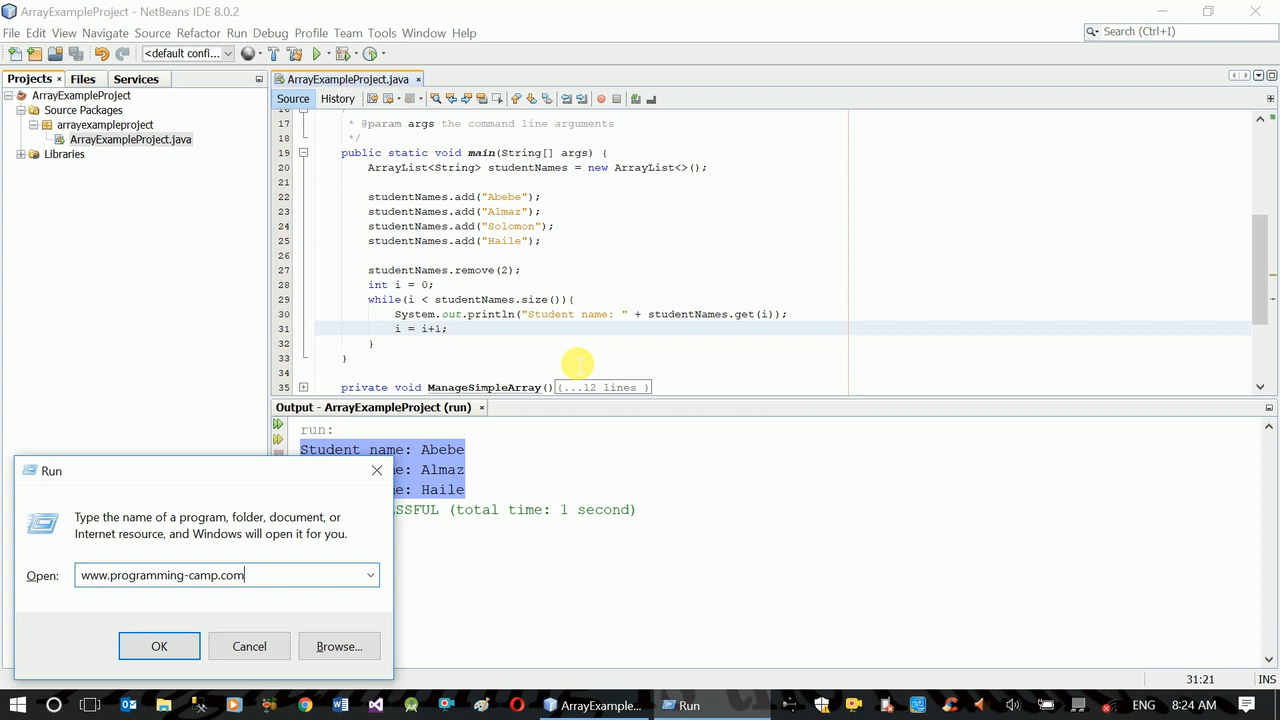 ArrayExampleProject - NetBeans IDE 8.0.2
File Edit View Navigate Source Refactor Run Debug Profile Team Tools Window Help
Search (Ctrl+I)
<default confi...
Projects Files Services
ArrayExampleProject
Source Packages
arrayexampleproject
ArrayExampleProject.java
Libraries
ArrayExampleProject.java
Source History
17 * @param args the command line arguments
18 */
19 public static void main(String[] args) {
20 ArrayList<String> studentNames = new ArrayList<>();
21
22 studentNames.add("Abebe");
23 studentNames.add("Almaz");
24 studentNames.add("Solomon");
25 studentNames.add("Haile");
26
27 studentNames.remove(2);
28 int i = 0;
29 while(i < studentNames.size()){
30 System.out.println("Student name: " + studentNames.get(i));
31 i = i+1;
32 }
33 }
34
35 private void ManageSimpleArray(){...12 lines }
Output - ArrayExampleProject (run)
run:
Student name: Abebe
me: Almaz
me: Haile
ESSFUL (total time: 1 second)
Run
Type the name of a program, folder, document, or
Internet resource, and Windows will open it for you.
Open: www.programming-camp.com
OK Cancel Browse...
31:21 INS
ArrayExample... Run ENG 8:24 AM